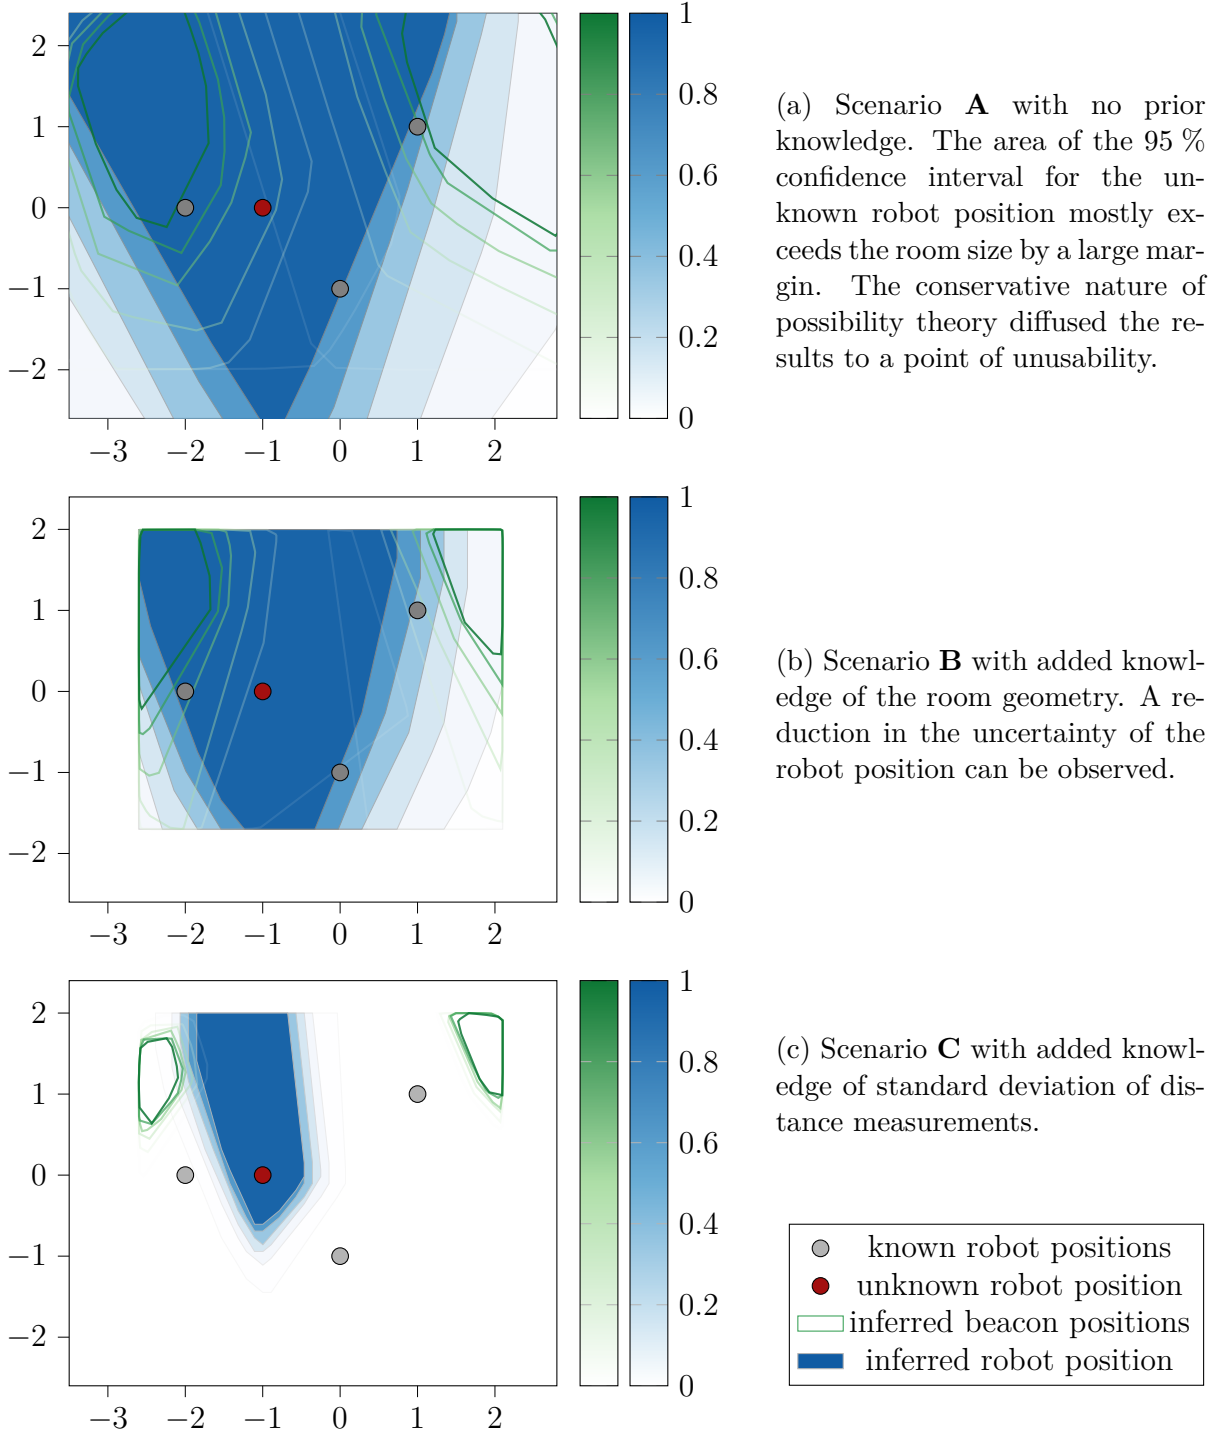 2
1
0
−1
−2
−3
−2
−1
0
1
2
1
0.8
0.6
0.4
0.2
0
(a) Scenario A with no prior
knowledge. The area of the 95 %
confidence interval for the un-
known robot position mostly ex-
ceeds the room size by a large mar-
gin. The conservative nature of
possibility theory diffused the re-
sults to a point of unusability.
2
1
0
−1
−2
−3
−2
−1
0
1
2
1
0.8
0.6
0.4
0.2
0
(b) Scenario B with added knowl-
edge of the room geometry. A re-
duction in the uncertainty of the
robot position can be observed.
2
1
0
−1
−2
−3
−2
−1
0
1
2
1
0.8
0.6
0.4
0.2
0
(c) Scenario C with added knowl-
edge of standard deviation of dis-
tance measurements.
known robot positions
unknown robot position
inferred beacon positions
inferred robot position